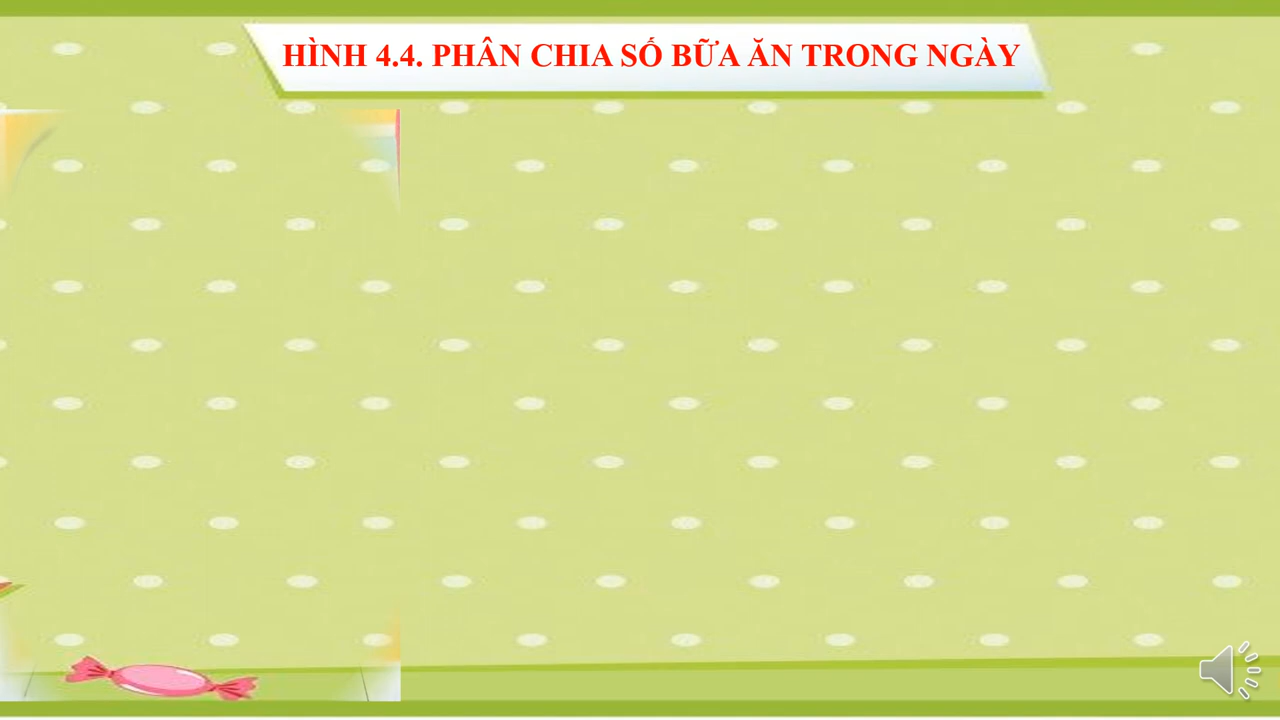 HÌNH 4.4. PHÂN CHIA SỐ BỮA ĂN TRONG NGÀY